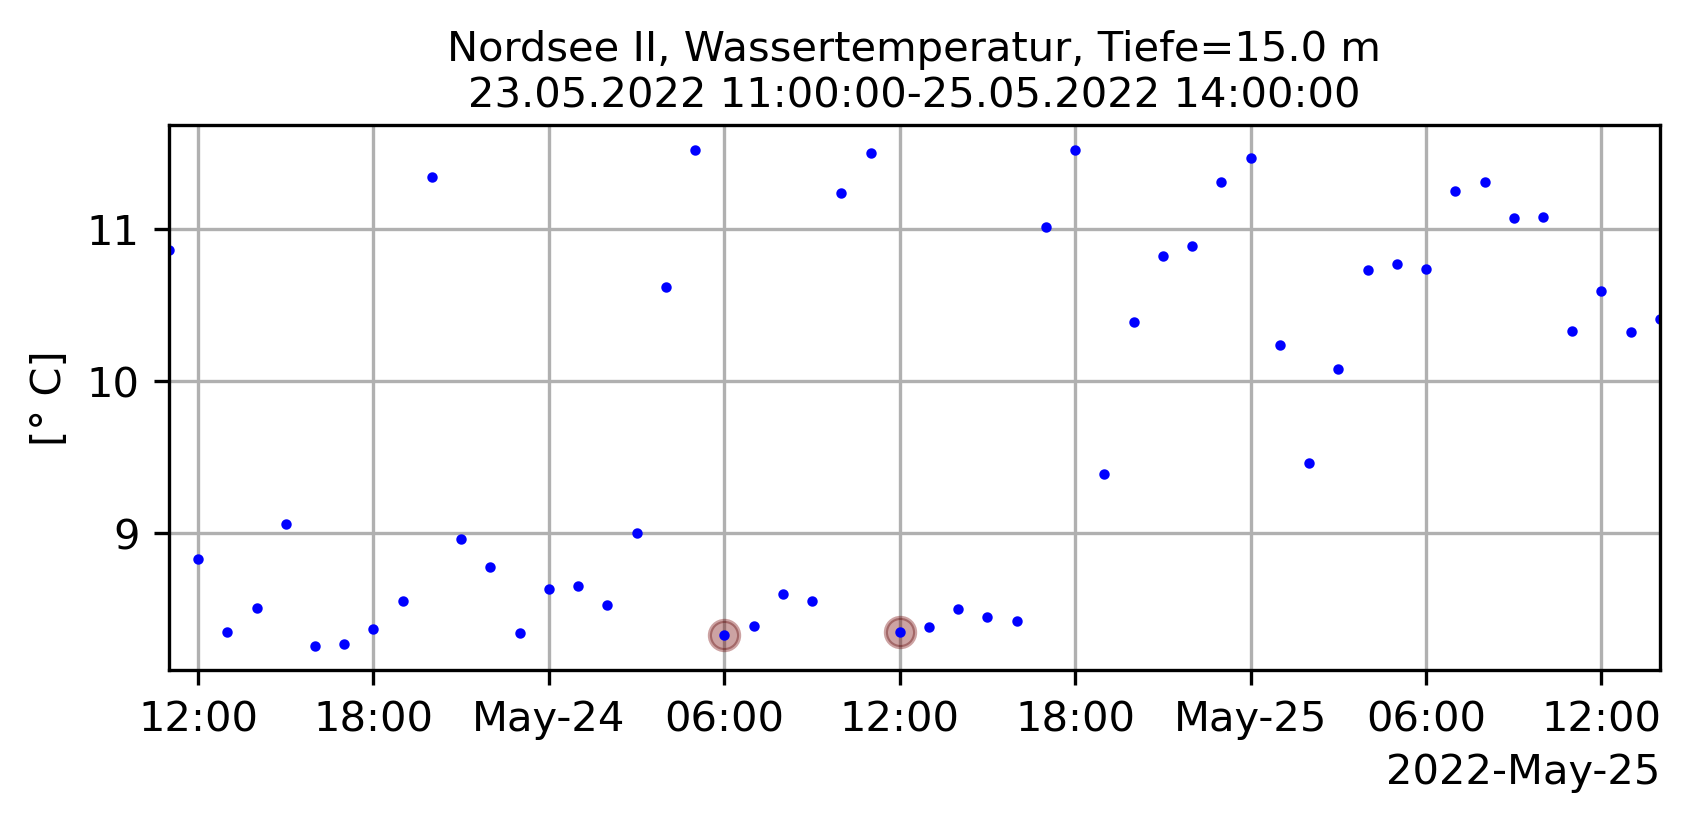 Nordsee II, Wassertemperatur, Tiefe=15.0 m
23.05.2022 11:00:00-25.05.2022 14:00:00
[° C]
11
10
9
12:00 18:00 May-24 06:00 12:00 18:00 May-25 06:00 12:00
2022-May-25